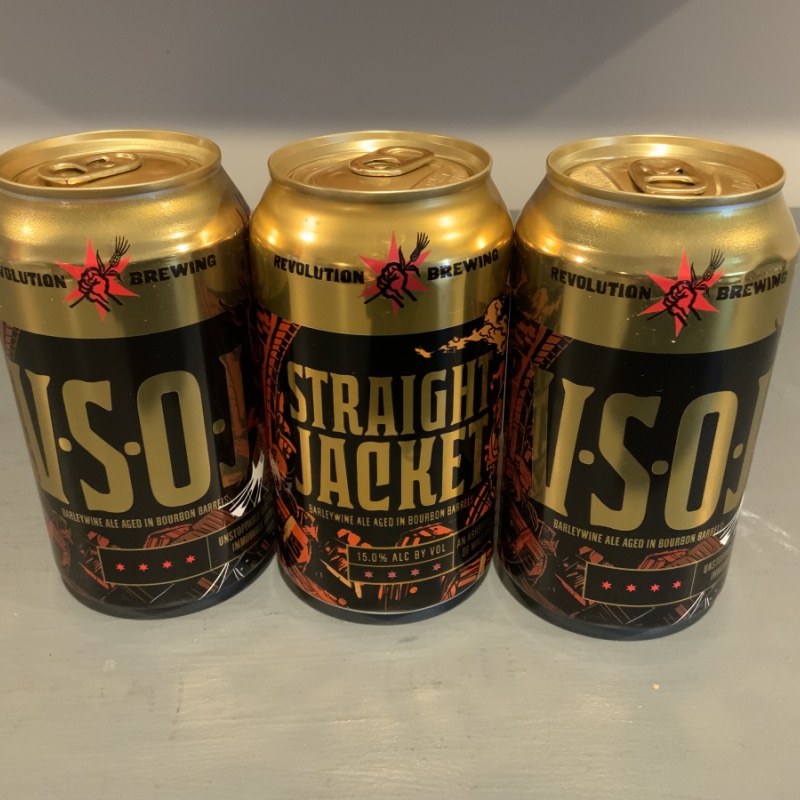 VOLUTION BREWING
V·S·O·J
BARLEYWINE ALE AGED IN BOURBON BARRELS
REVOLUTION BREWING
STRAIGHT
JACKET
BARLEYWINE ALE AGED IN BOURBON BARRELS
15.0% ALC BY VOL
REVOLUTION BREWING
V·S·O·J
BARLEYWINE ALE AGED IN BOURBON BARRELS